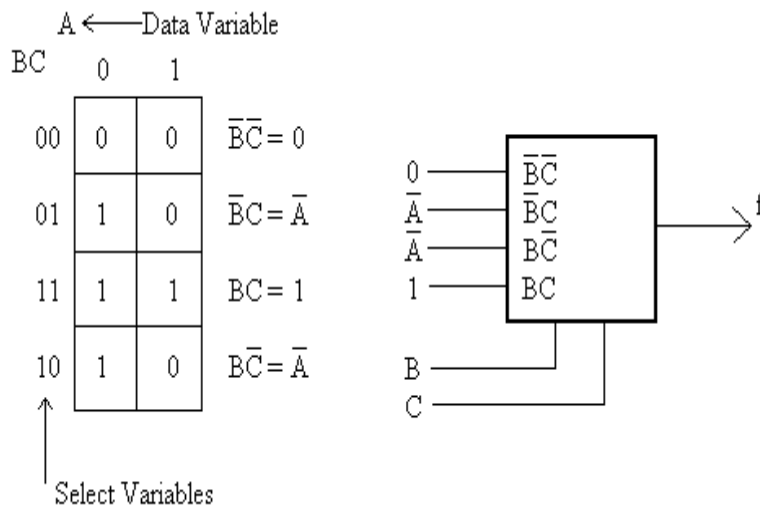 A Data Variable
BC 0 1
00 0 0 B̅C̅ = 0
01 1 0 B̅C = A̅
11 1 1 BC = 1
10 1 0 BC̅ = A̅
Select Variables
0 B̅C̅
A̅ B̅C
A̅ BC̅
1 BC
f
B
C